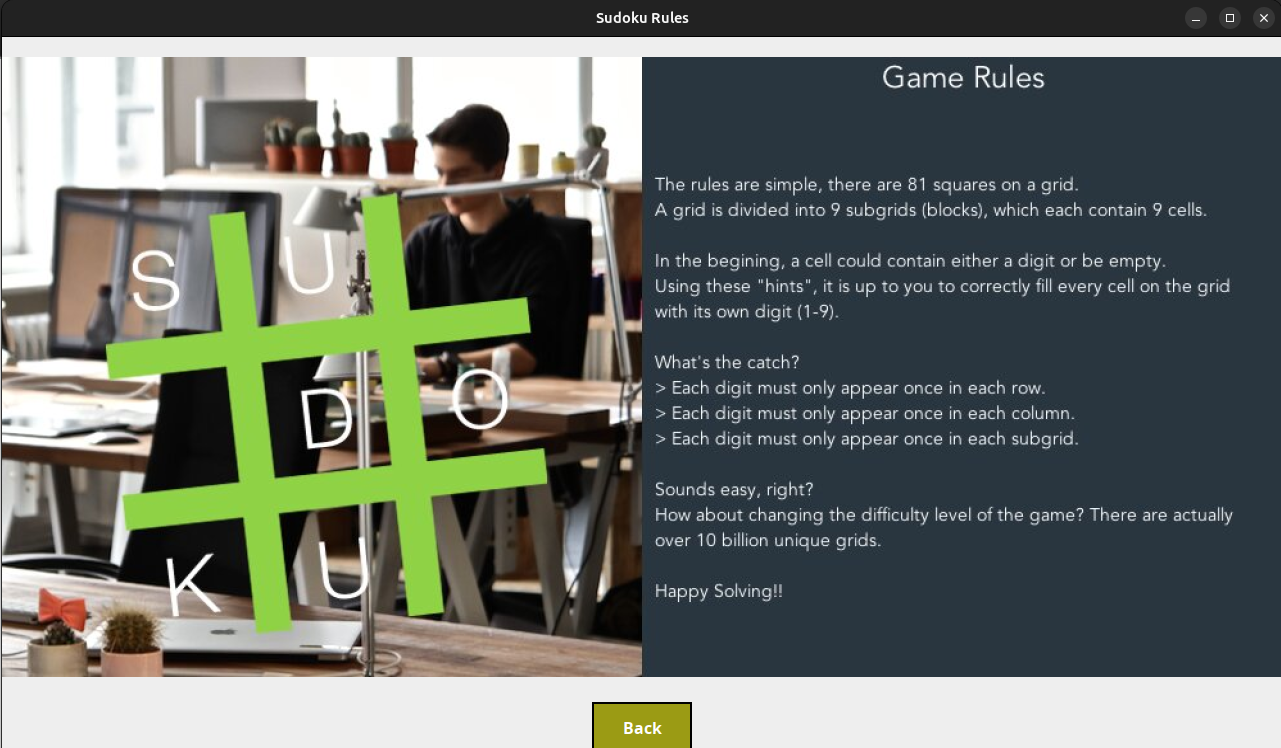 Sudoku Rules
S U
D O
K U
Game Rules
The rules are simple, there are 81 squares on a grid.
A grid is divided into 9 subgrids (blocks), which each contain 9 cells.
In the begining, a cell could contain either a digit or be empty.
Using these "hints", it is up to you to correctly fill every cell on the grid
with its own digit (1-9).
What's the catch?
> Each digit must only appear once in each row.
> Each digit must only appear once in each column.
> Each digit must only appear once in each subgrid.
Sounds easy, right?
How about changing the difficulty level of the game? There are actually
over 10 billion unique grids.
Happy Solving!!
Back